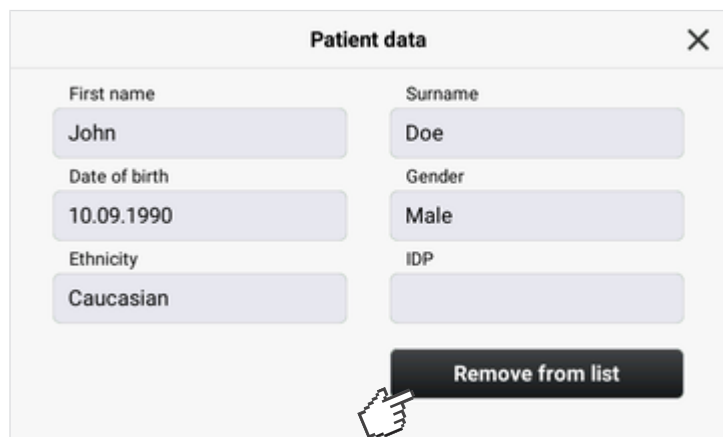 Patient data
First name
Surname
John
Doe
Date of birth
Gender
10.09.1990
Male
Ethnicity
IDP
Caucasian
Remove from list